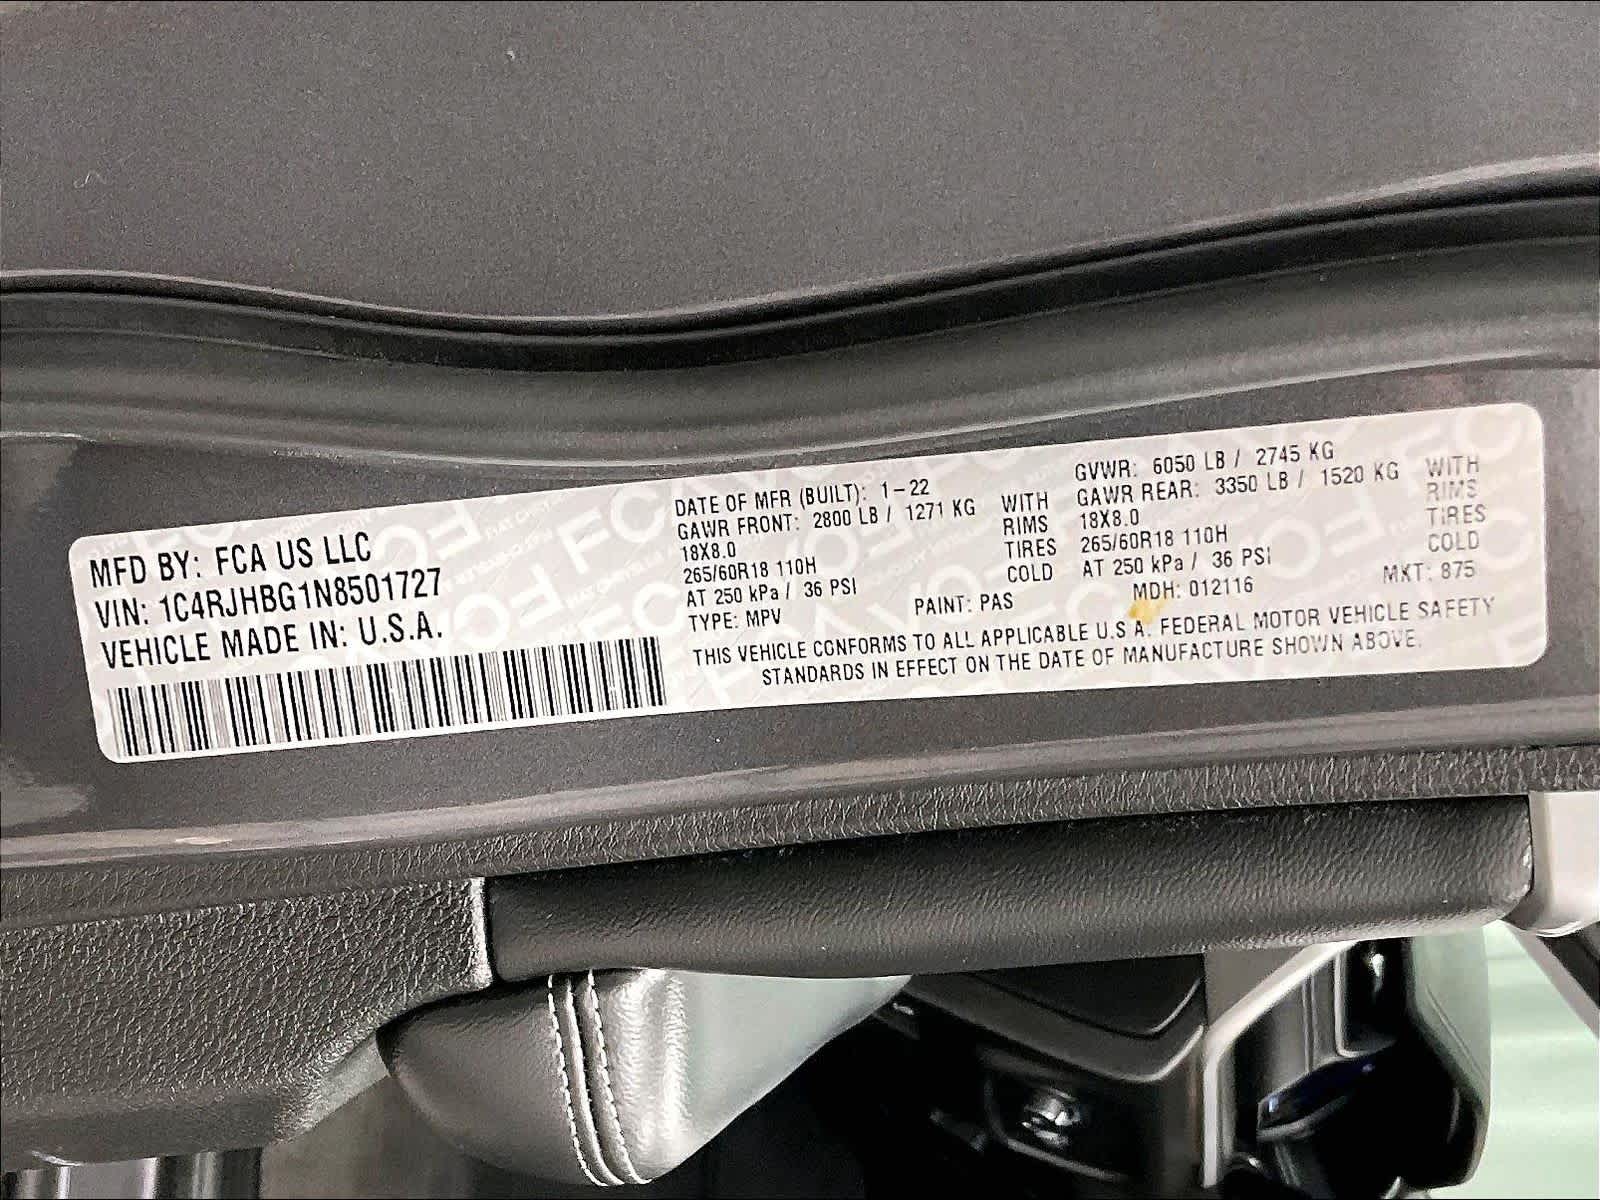 MFD BY: FCA US LLC
VIN: 1C4RJHBG1N8501727
VEHICLE MADE IN: U.S.A.
DATE OF MFR (BUILT): 1-22
GAWR FRONT: 2800 LB / 1271 KG WITH
18X8.0 RIMS
265/60R18 110H TIRES
AT 250 kPa / 36 PSI COLD
TYPE: MPV PAINT: PAS
GVWR: 6050 LB / 2745 KG
GAWR REAR: 3350 LB / 1520 KG WITH
18X8.0 RIMS
265/60R18 110H TIRES
AT 250 kPa / 36 PSI COLD
MDH: 012116 MKT: 875
THIS VEHICLE CONFORMS TO ALL APPLICABLE U.S.A. FEDERAL MOTOR VEHICLE SAFETY
STANDARDS IN EFFECT ON THE DATE OF MANUFACTURE SHOWN ABOVE.